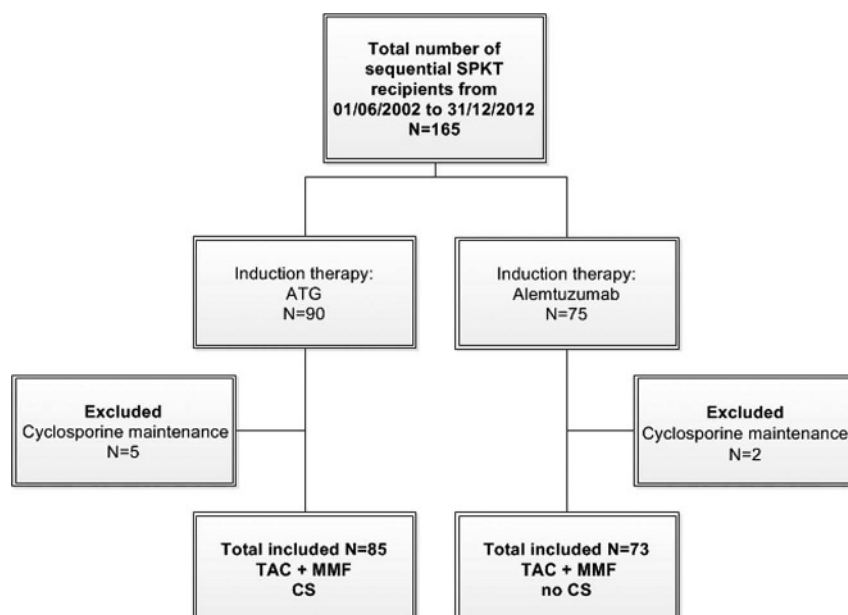 Total number of
sequential SPKT
recipients from
01/06/2002 to 31/12/2012
N=165
Induction therapy:
ATG
N=90
Induction therapy:
Alemtuzumab
N=75
Excluded
Cyclosporine maintenance
N=5
Excluded
Cyclosporine maintenance
N=2
Total included N=85
TAC + MMF
CS
Total included N=73
TAC + MMF
no CS